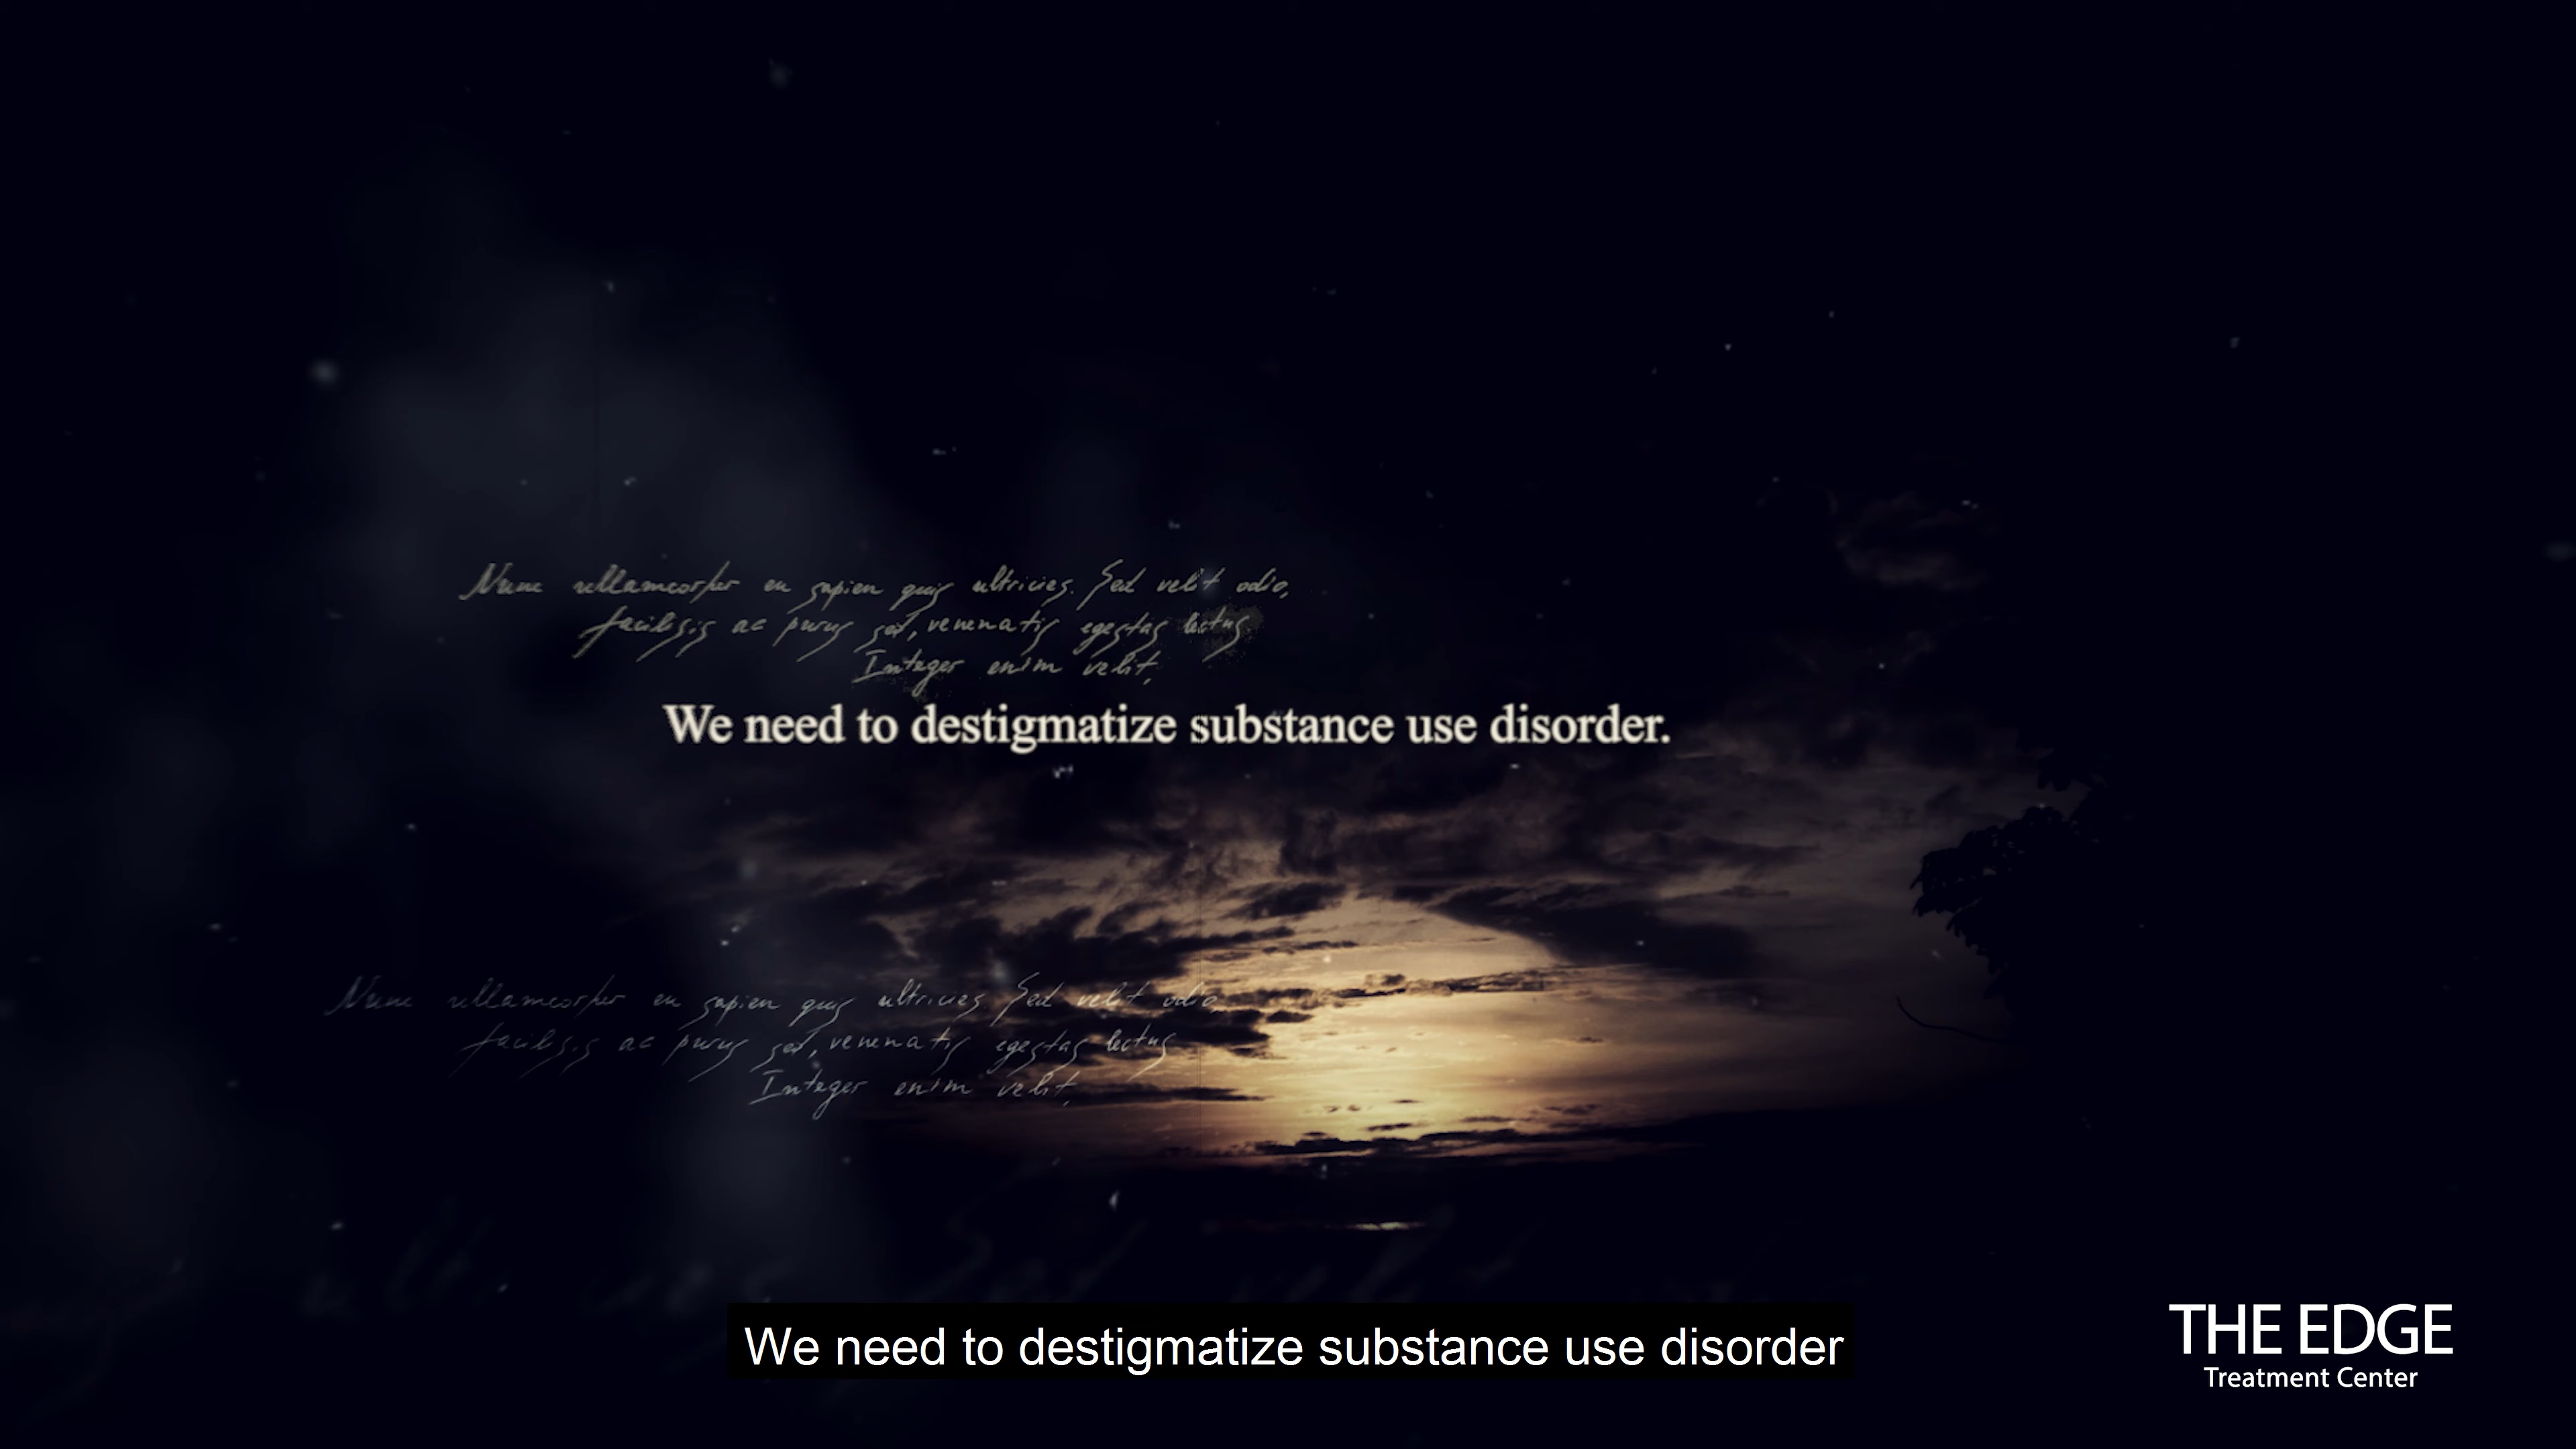 Nunc ullamcorper eu sapien quis ultricies. Sed velit odio,
facilisis ac purus sed, venenatis egestas lectus.
Integer enim velit,
We need to destigmatize substance use disorder.
Nunc ullamcorper eu sapien quis ultricies. Sed velit odio,
facilisis ac purus sed, venenatis egestas lectus
Integer enim velit,
We need to destigmatize substance use disorder
THE EDGE
Treatment Center